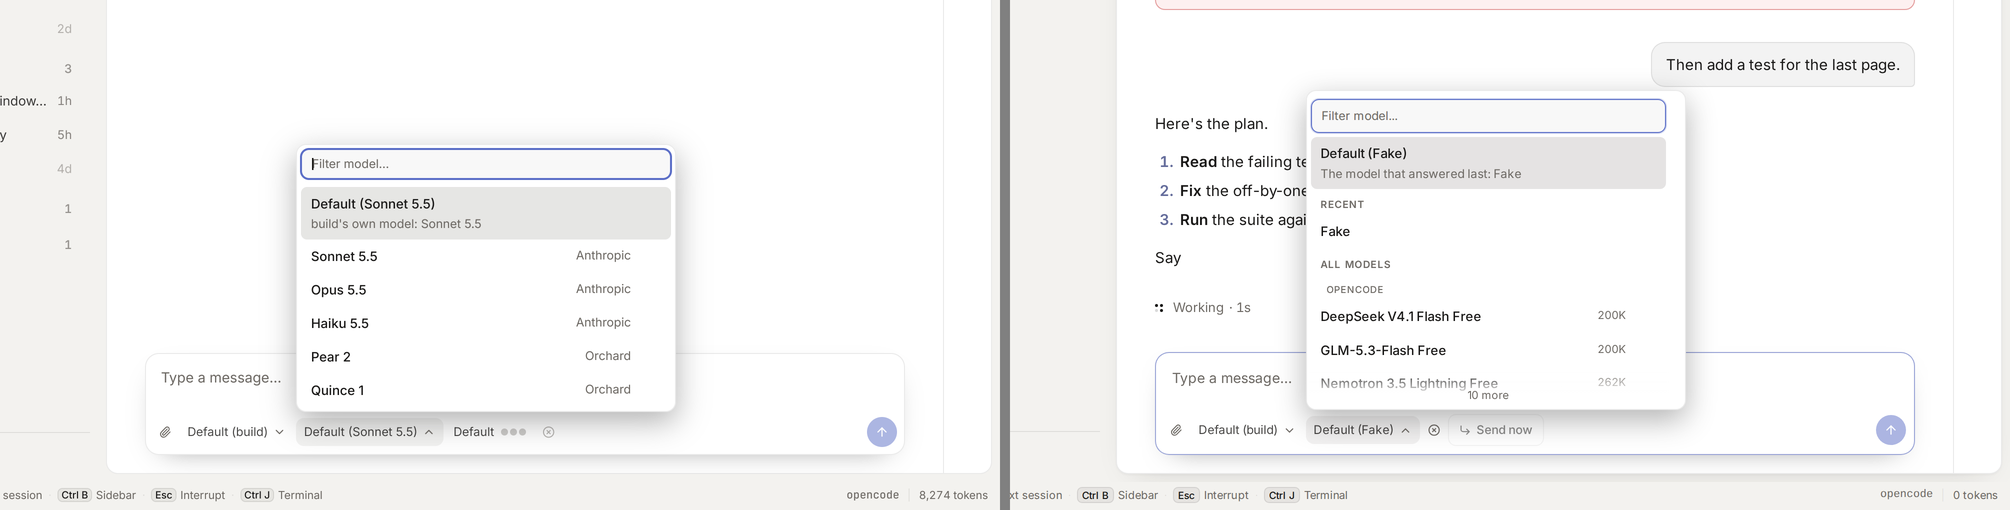 2d
3
indow... 1h
y 5h
4d
1
1
Filter model...
Default (Sonnet 5.5)
build's own model: Sonnet 5.5
Sonnet 5.5 Anthropic
Opus 5.5 Anthropic
Haiku 5.5 Anthropic
Pear 2 Orchard
Quince 1 Orchard
Type a message...
Default (build) Default (Sonnet 5.5) Default
session Ctrl B Sidebar Esc Interrupt Ctrl J Terminal opencode 8,274 tokens
Then add a test for the last page.
Here's the plan.
1. Read the failing te
2. Fix the off-by-one
3. Run the suite agai
Say
Working · 1s
Filter model...
Default (Fake)
The model that answered last: Fake
RECENT
Fake
ALL MODELS
OPENCODE
DeepSeek V4.1 Flash Free 200K
GLM-5.3-Flash Free 200K
Nemotron 3.5 Lightning Free 262K
10 more
Type a message...
Default (build) Default (Fake) Send now
xt session Ctrl B Sidebar Esc Interrupt Ctrl J Terminal opencode 0 tokens